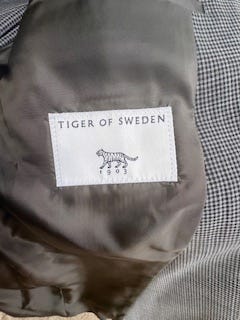 TIGER OF SWEDEN
1903